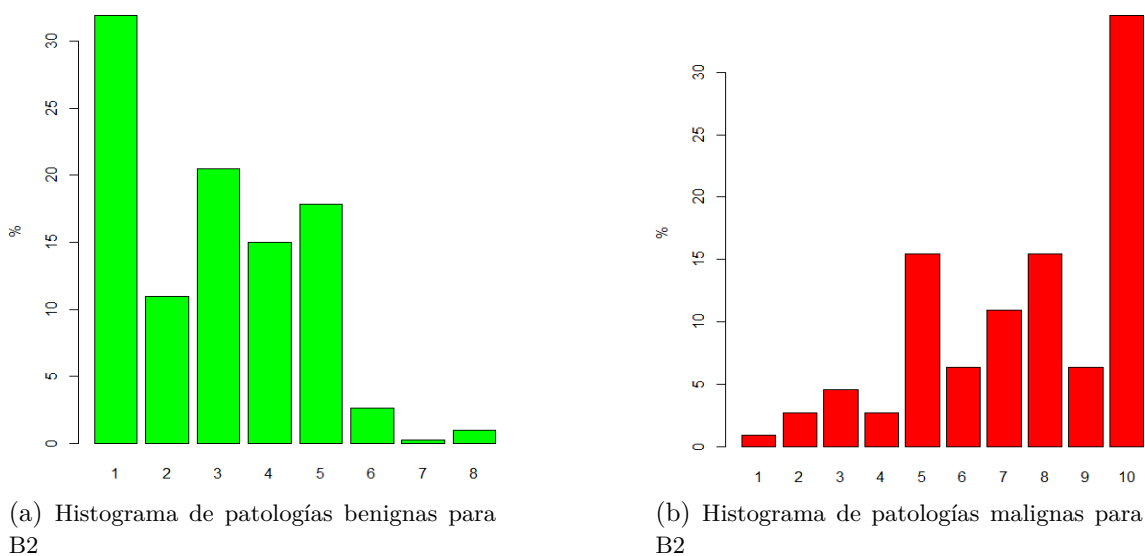 %
30
25
20
15
10
5
0
1 2 3 4 5 6 7 8
(a) Histograma de patologías benignas para
B2
%
30
25
20
15
10
5
0
1 2 3 4 5 6 7 8 9 10
(b) Histograma de patologías malignas para
B2